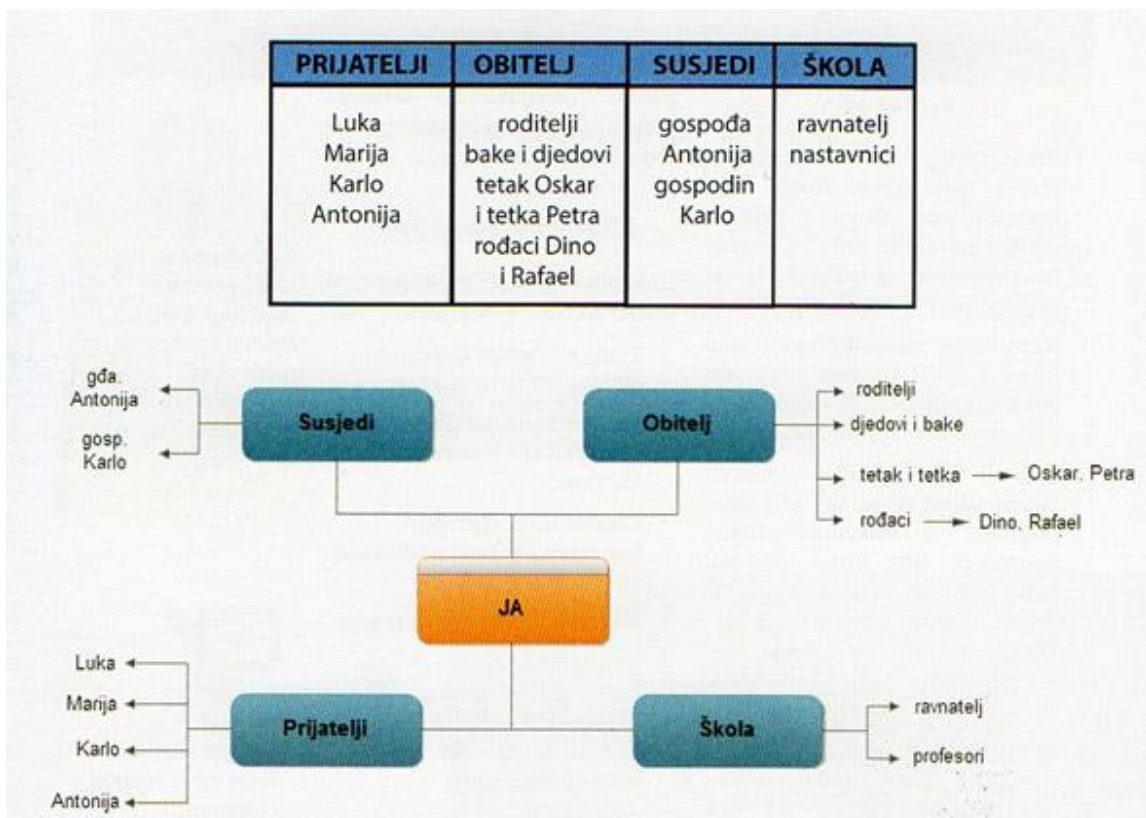 PRIJATELJI
OBITELJ
SUSJEDI
ŠKOLA
Luka
Marija
Karlo
Antonija
roditelji
bake i djedovi
tetak Oskar
i tetka Petra
rođaci Dino
i Rafael
gospođa
Antonija
gospodin
Karlo
ravnatelj
nastavnici
gđa.
Antonija
gosp.
Karlo
Susjedi
Obitelj
roditelji
djedovi i bake
tetak i tetka
Oskar, Petra
rođaci
Dino, Rafael
JA
Luka
Marija
Karlo
Antonija
Prijatelji
Škola
ravnatelj
profesori